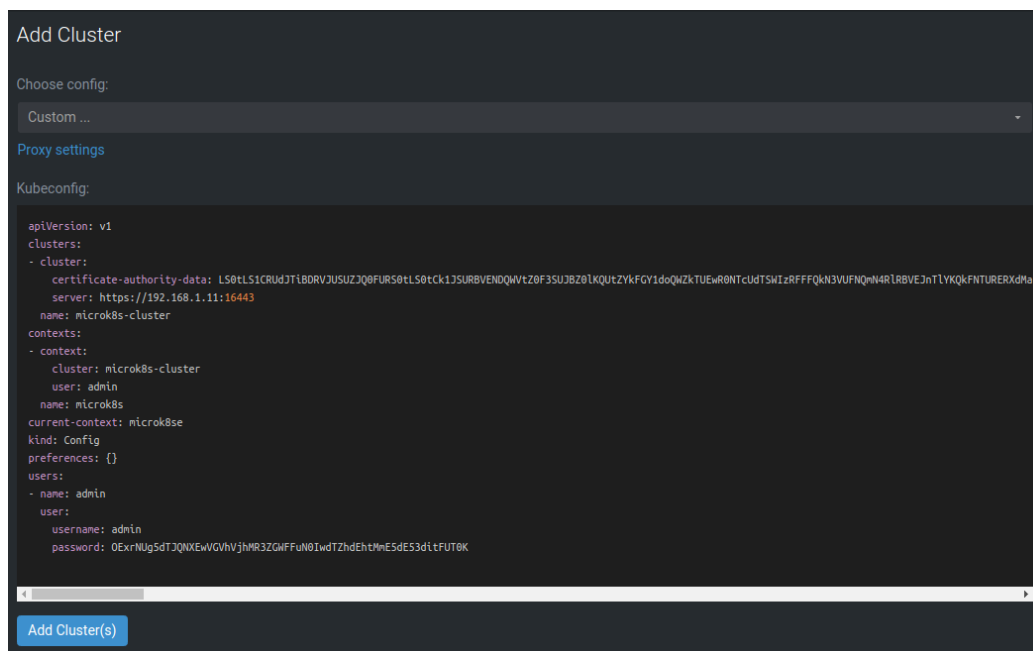 Add Cluster
Choose config:
Custom ...
Proxy settings
Kubeconfig:
apiVersion: v1
clusters:
- cluster:
certificate-authority-data: LS0tLS1CRUdJTiBDRVJUSUZJQ0FURS0tLS0tCk1JSURBVENDQWVtZ0F3SUJBZ0lKQUtZYkFGY1doQWZkTUEwR0NTcUdTSWIzRFFFQkN3VUFNQmN4RlRBVEJnTlYKQkFNTURERXdMa
server: https://192.168.1.11:16443
name: microk8s-cluster
contexts:
- context:
cluster: microk8s-cluster
user: admin
name: microk8s
current-context: microk8se
kind: Config
preferences: {}
users:
- name: admin
user:
username: admin
password: OExrNUg5dTJQNXEwVGVhVjhMR3ZGWFFuN0IwdTZhdEhtMmE5dE53ditFUT0K
Add Cluster(s)